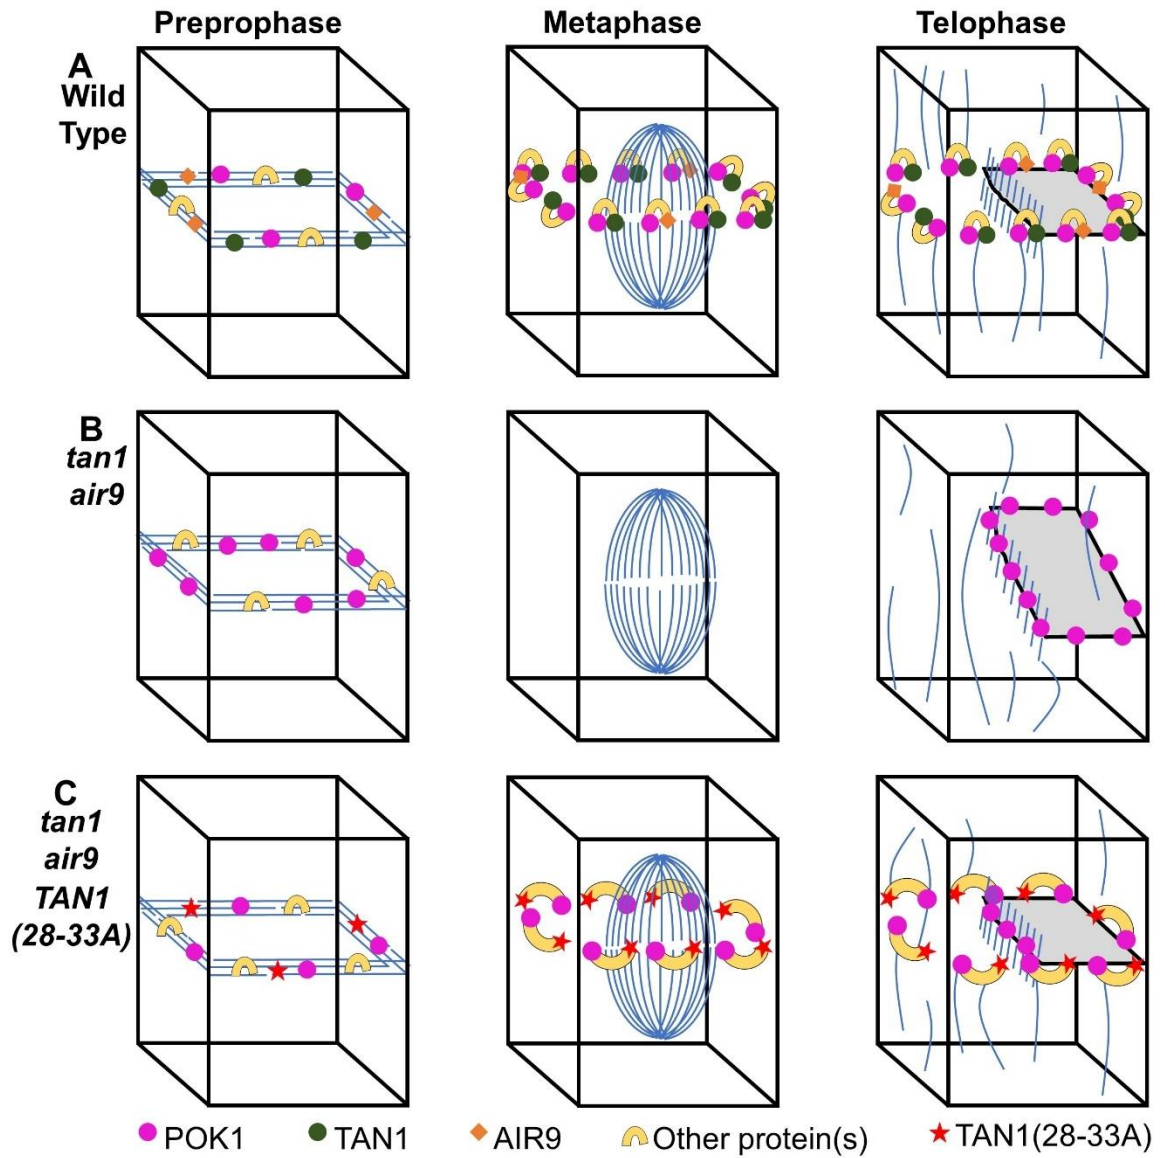 Preprophase Metaphase Telophase
A
Wild
Type
B
tan1
air9
C
tan1
air9
TAN1
(28-33A)
POK1 TAN1 AIR9 Other protein(s) TAN1(28-33A)